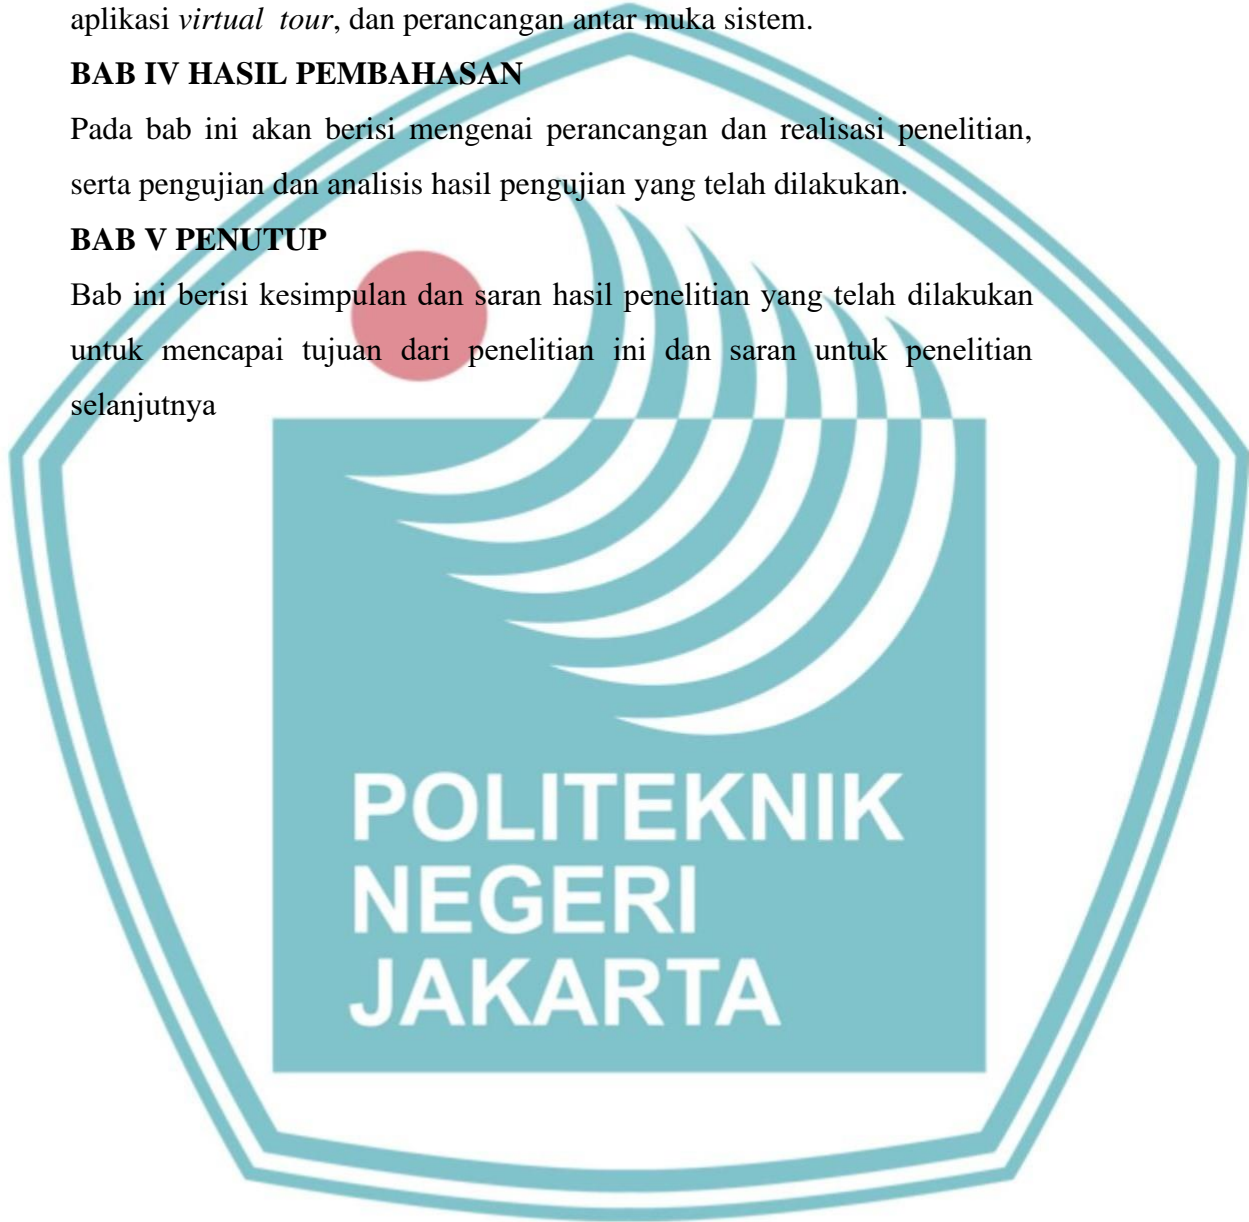 aplikasi virtual tour, dan perancangan antar muka sistem.
BAB IV HASIL PEMBAHASAN
Pada bab ini akan berisi mengenai perancangan dan realisasi penelitian,
serta pengujian dan analisis hasil pengujian yang telah dilakukan.
BAB V PENUTUP
Bab ini berisi kesimpulan dan saran hasil penelitian yang telah dilakukan
untuk mencapai tujuan dari penelitian ini dan saran untuk penelitian
selanjutnya
POLITEKNIK
NEGERI
JAKARTA